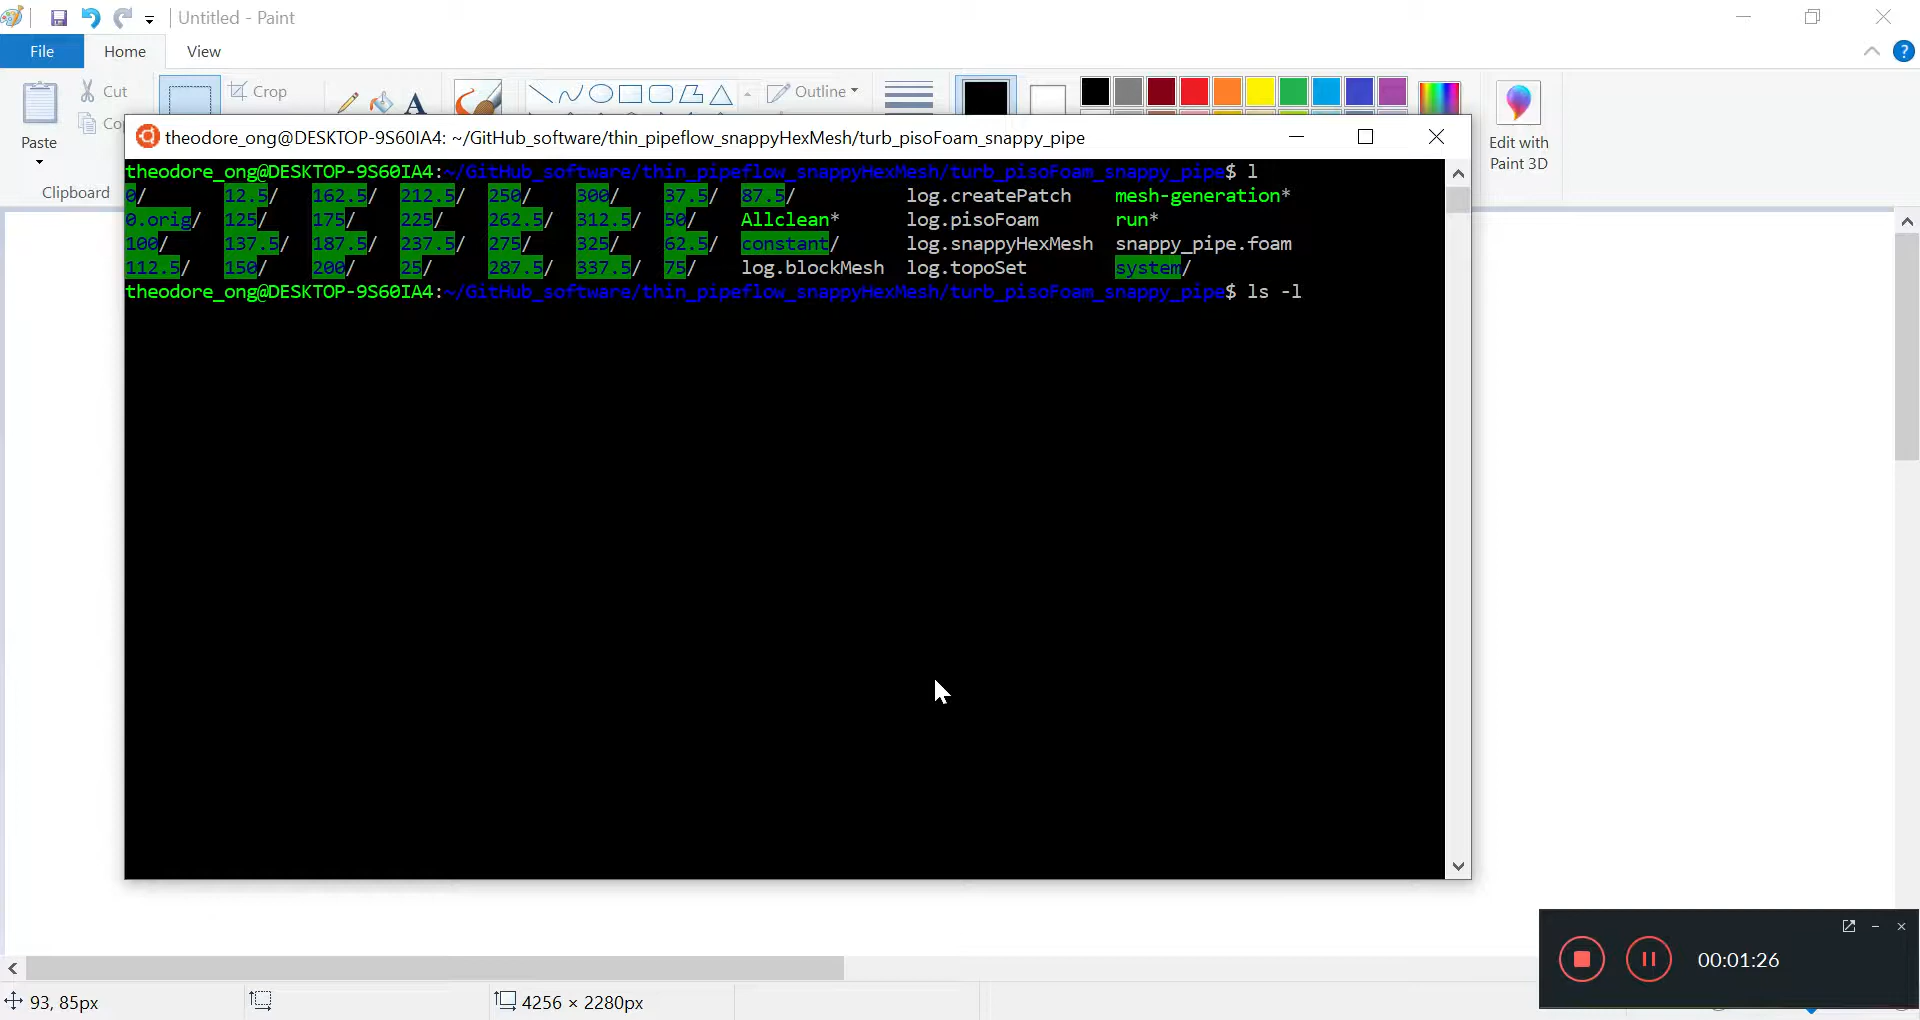 Untitled - Paint
File Home View
Cut
Crop
Outline
Paste
Edit with
Paint 3D
Clipboard
theodore_ong@DESKTOP-9S60IA4: ~/GitHub_software/thin_pipeflow_snappyHexMesh/turb_pisoFoam_snappy_pipe
theodore_ong@DESKTOP-9S60IA4:~/GitHub_software/thin_pipeflow_snappyHexMesh/turb_pisoFoam_snappy_pipe$ l
0/ 12.5/ 162.5/ 212.5/ 250/ 300/ 37.5/ 87.5/ log.createPatch mesh-generation*
0.orig/ 125/ 175/ 225/ 262.5/ 312.5/ 50/ Allclean* log.pisoFoam run*
100/ 137.5/ 187.5/ 237.5/ 275/ 325/ 62.5/ constant/ log.snappyHexMesh snappy_pipe.foam
112.5/ 150/ 200/ 25/ 287.5/ 337.5/ 75/ log.blockMesh log.topoSet system/
theodore_ong@DESKTOP-9S60IA4:~/GitHub_software/thin_pipeflow_snappyHexMesh/turb_pisoFoam_snappy_pipe$ ls -l
00:01:26
93, 85px
4256 × 2280px